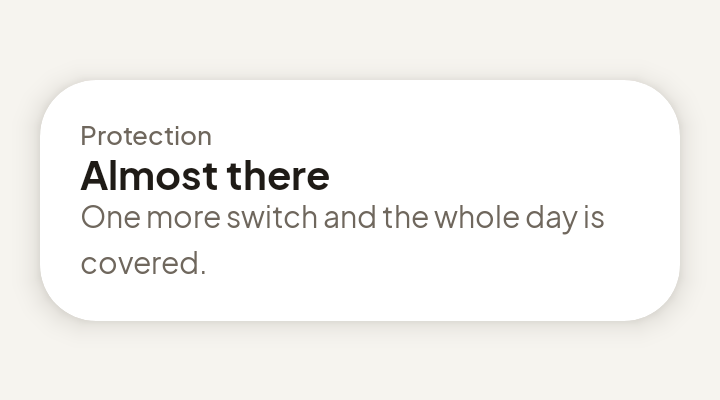 Protection
Almost there
One more switch and the whole day is
covered.